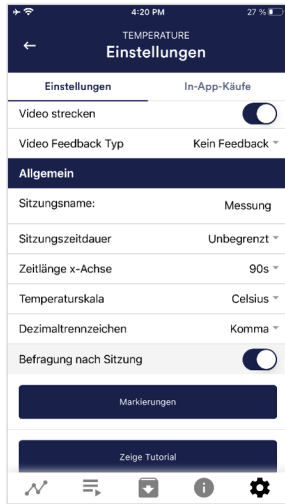 4:20 PM
27 %
TEMPERATURE
Einstellungen
Einstellungen
In-App-Käufe
Video strecken
Video Feedback Typ
Kein Feedback
Allgemein
Sitzungsname:
Messung
Sitzungszeitdauer
Unbegrenzt
Zeitlänge x-Achse
90s
Temperaturskala
Celsius
Dezimaltrennzeichen
Komma
Befragung nach Sitzung
Markierungen
Zeige Tutorial